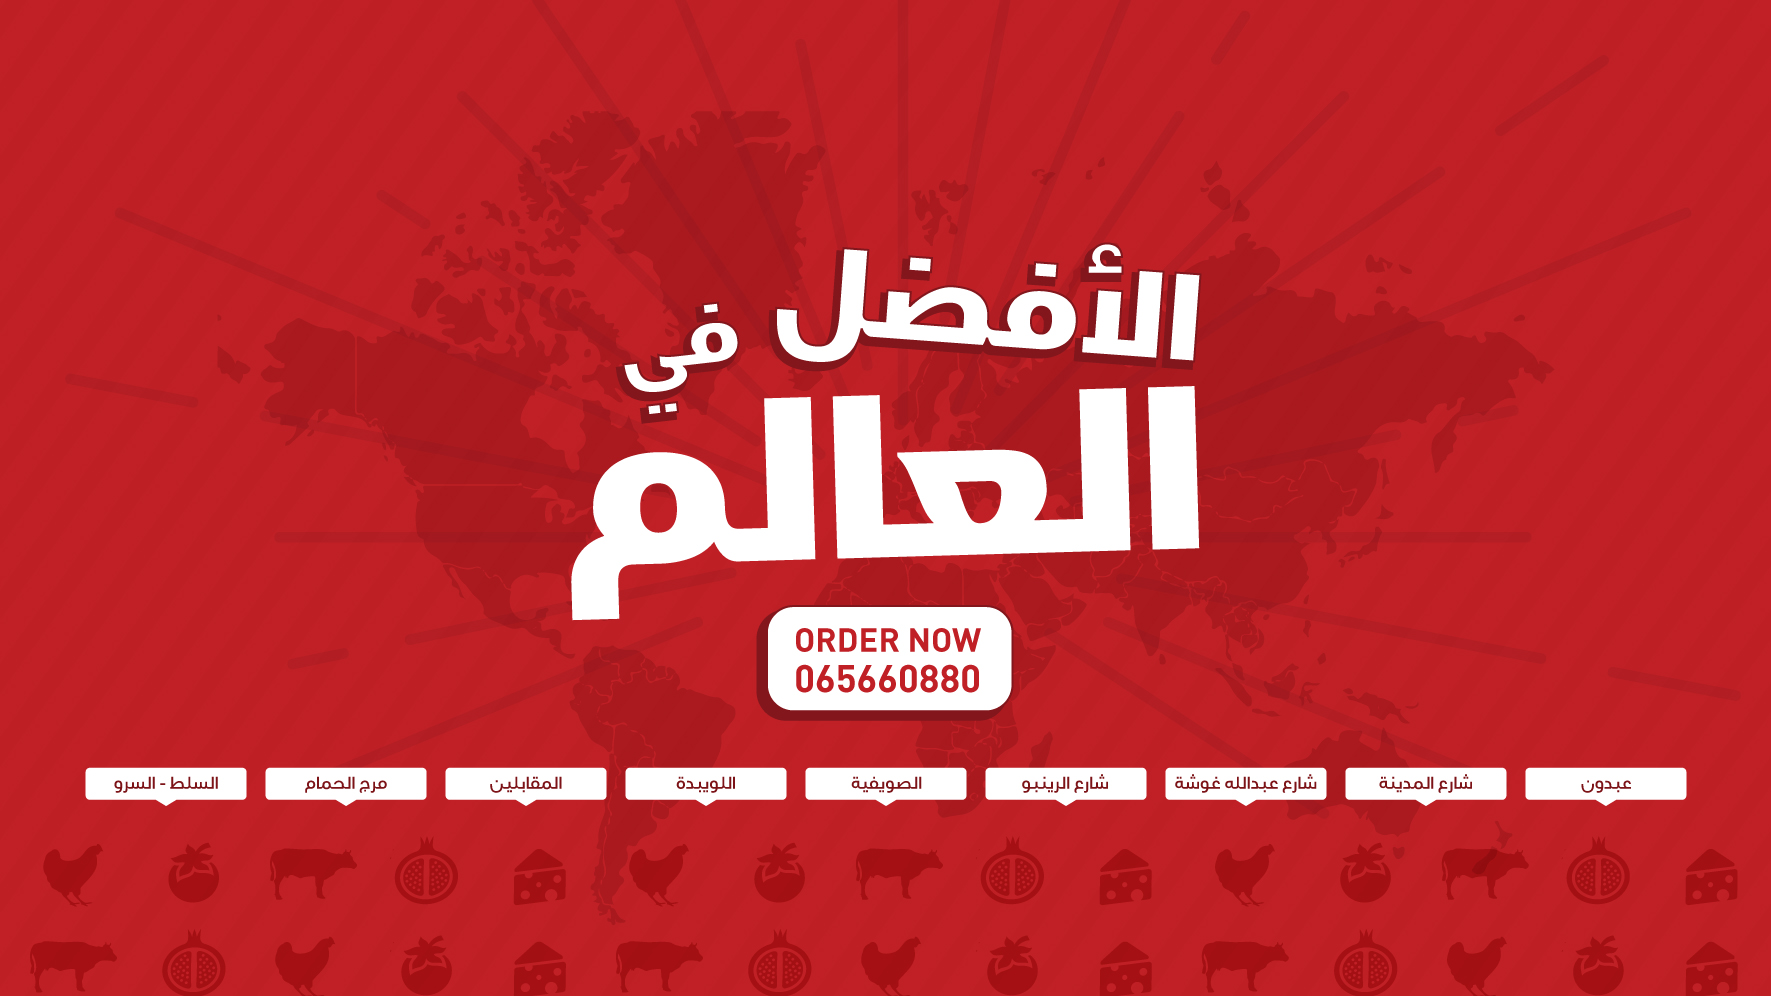 الأفضل في
العالم
ORDER NOW
065660880
عبدون
شارع المدينة
شارع عبدالله غوشة
شارع الرينبو
الصويفية
اللويبدة
المقابلين
مرج الحمام
السلط - السرو